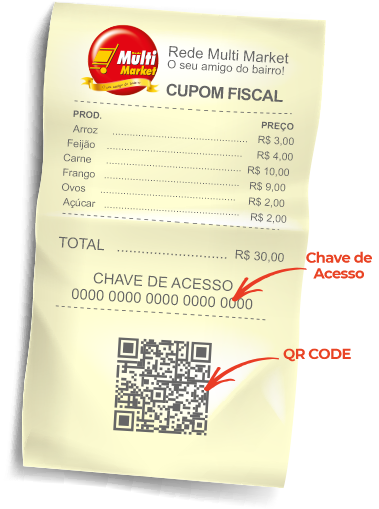 Multi
Market
Rede Multi Market
O seu amigo do bairro!
CUPOM FISCAL
PROD. PREÇO
Arroz R$ 3,00
Feijão R$ 4,00
Carne R$ 10,00
Frango R$ 9,00
Ovos R$ 2,00
Açúcar R$ 2,00
TOTAL R$ 30,00
CHAVE DE ACESSO
0000 0000 0000 0000 0000
Chave de
Acesso
QR CODE